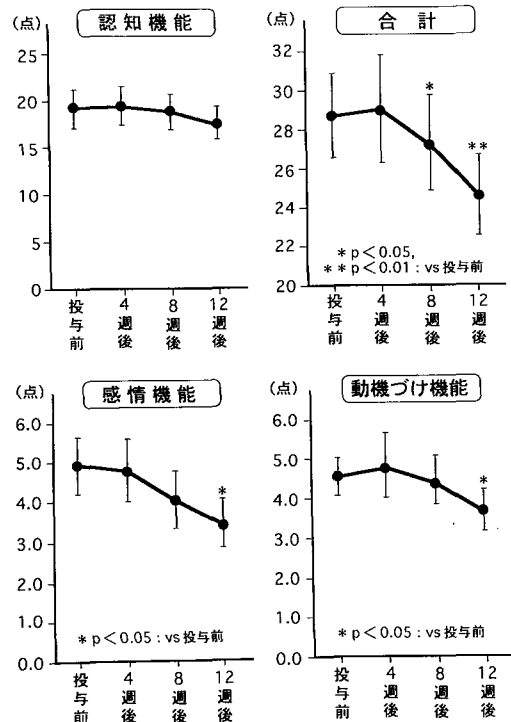 (点)
認知機能
25
20
15
10
5
0
投与前
4週後
8週後
12週後
(点)
合計
32
30
28
26
24
22
20
*
**
*p<0.05,
**p<0.01：vs投与前
投与前
4週後
8週後
12週後
(点)
感情機能
6.0
5.0
4.0
3.0
2.0
1.0
0.0
*
*p<0.05：vs投与前
投与前
4週後
8週後
12週後
(点)
動機づけ機能
6.0
5.0
4.0
3.0
2.0
1.0
0.0
*
*p<0.05：vs投与前
投与前
4週後
8週後
12週後